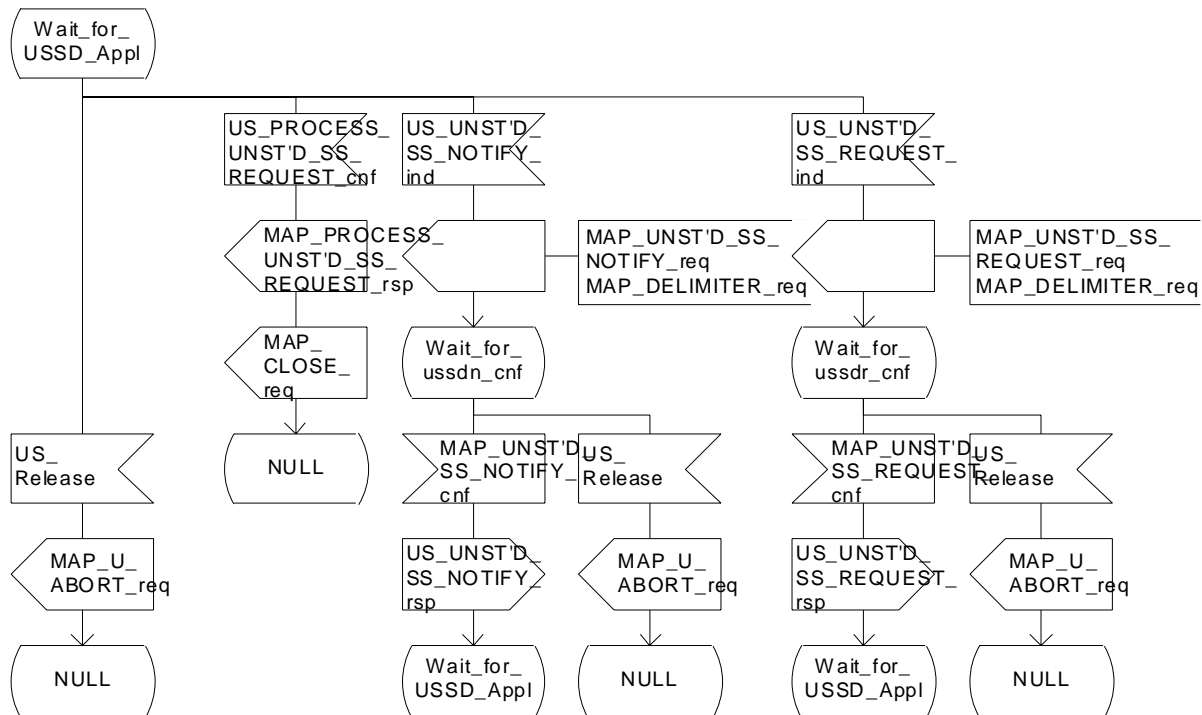 Wait_for_
USSD_Appl
US_PROCESS_
UNST'D_SS_
REQUEST_cnf
US_UNST'D_
SS_NOTIFY_
ind
US_UNST'D_
SS_REQUEST_
ind
MAP_PROCESS_
UNST'D_SS_
REQUEST_rsp
MAP_UNST'D_SS_
NOTIFY_req
MAP_DELIMITER_req
MAP_UNST'D_SS_
REQUEST_req
MAP_DELIMITER_req
MAP_
CLOSE_
req
Wait_for_
ussdn_cnf
Wait_for_
ussdr_cnf
US_
Release
NULL
MAP_UNST'D_
SS_NOTIFY_
cnf
US_
Release
MAP_UNST'D_
SS_REQUEST_
cnf
US_
Release
MAP_U_
ABORT_req
US_UNST'D_
SS_NOTIFY_
rsp
MAP_U_
ABORT_req
US_UNST'D_
SS_REQUEST_
rsp
MAP_U_
ABORT_req
NULL
Wait_for_
USSD_Appl
NULL
Wait_for_
USSD_Appl
NULL